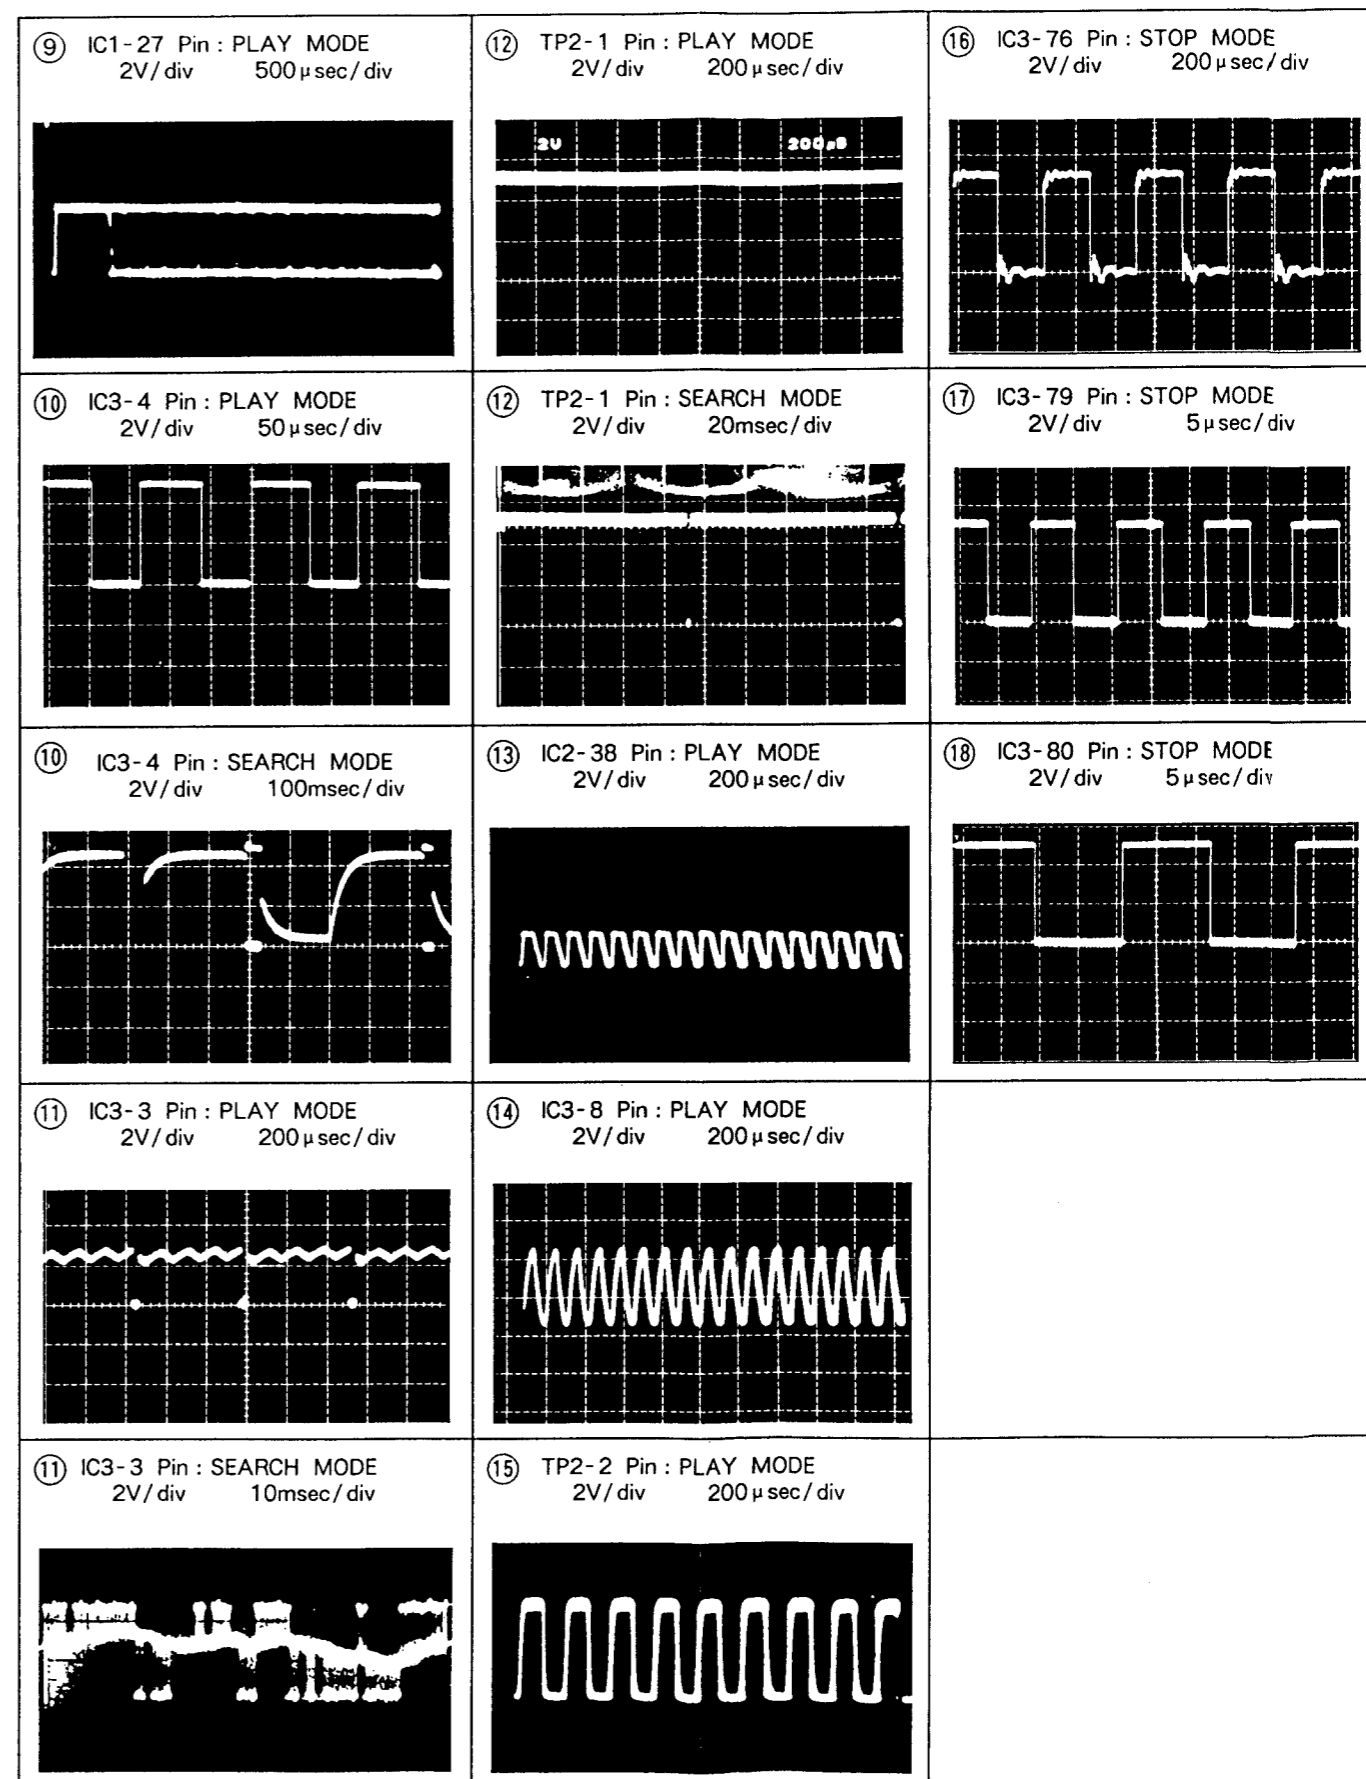 ⑨ IC1-27 Pin : PLAY MODE
2V/div 500μsec/div
⑩ IC3-4 Pin : PLAY MODE
2V/div 50μsec/div
⑩ IC3-4 Pin : SEARCH MODE
2V/div 100msec/div
⑪ IC3-3 Pin : PLAY MODE
2V/div 200μsec/div
⑪ IC3-3 Pin : SEARCH MODE
2V/div 10msec/div
⑫ TP2-1 Pin : PLAY MODE
2V/div 200μsec/div
2V 200μS
⑫ TP2-1 Pin : SEARCH MODE
2V/div 20msec/div
⑬ IC2-38 Pin : PLAY MODE
2V/div 200μsec/div
⑭ IC3-8 Pin : PLAY MODE
2V/div 200μsec/div
⑮ TP2-2 Pin : PLAY MODE
2V/div 200μsec/div
⑯ IC3-76 Pin : STOP MODE
2V/div 200μsec/div
⑰ IC3-79 Pin : STOP MODE
2V/div 5μsec/div
⑱ IC3-80 Pin : STOP MODE
2V/div 5μsec/div